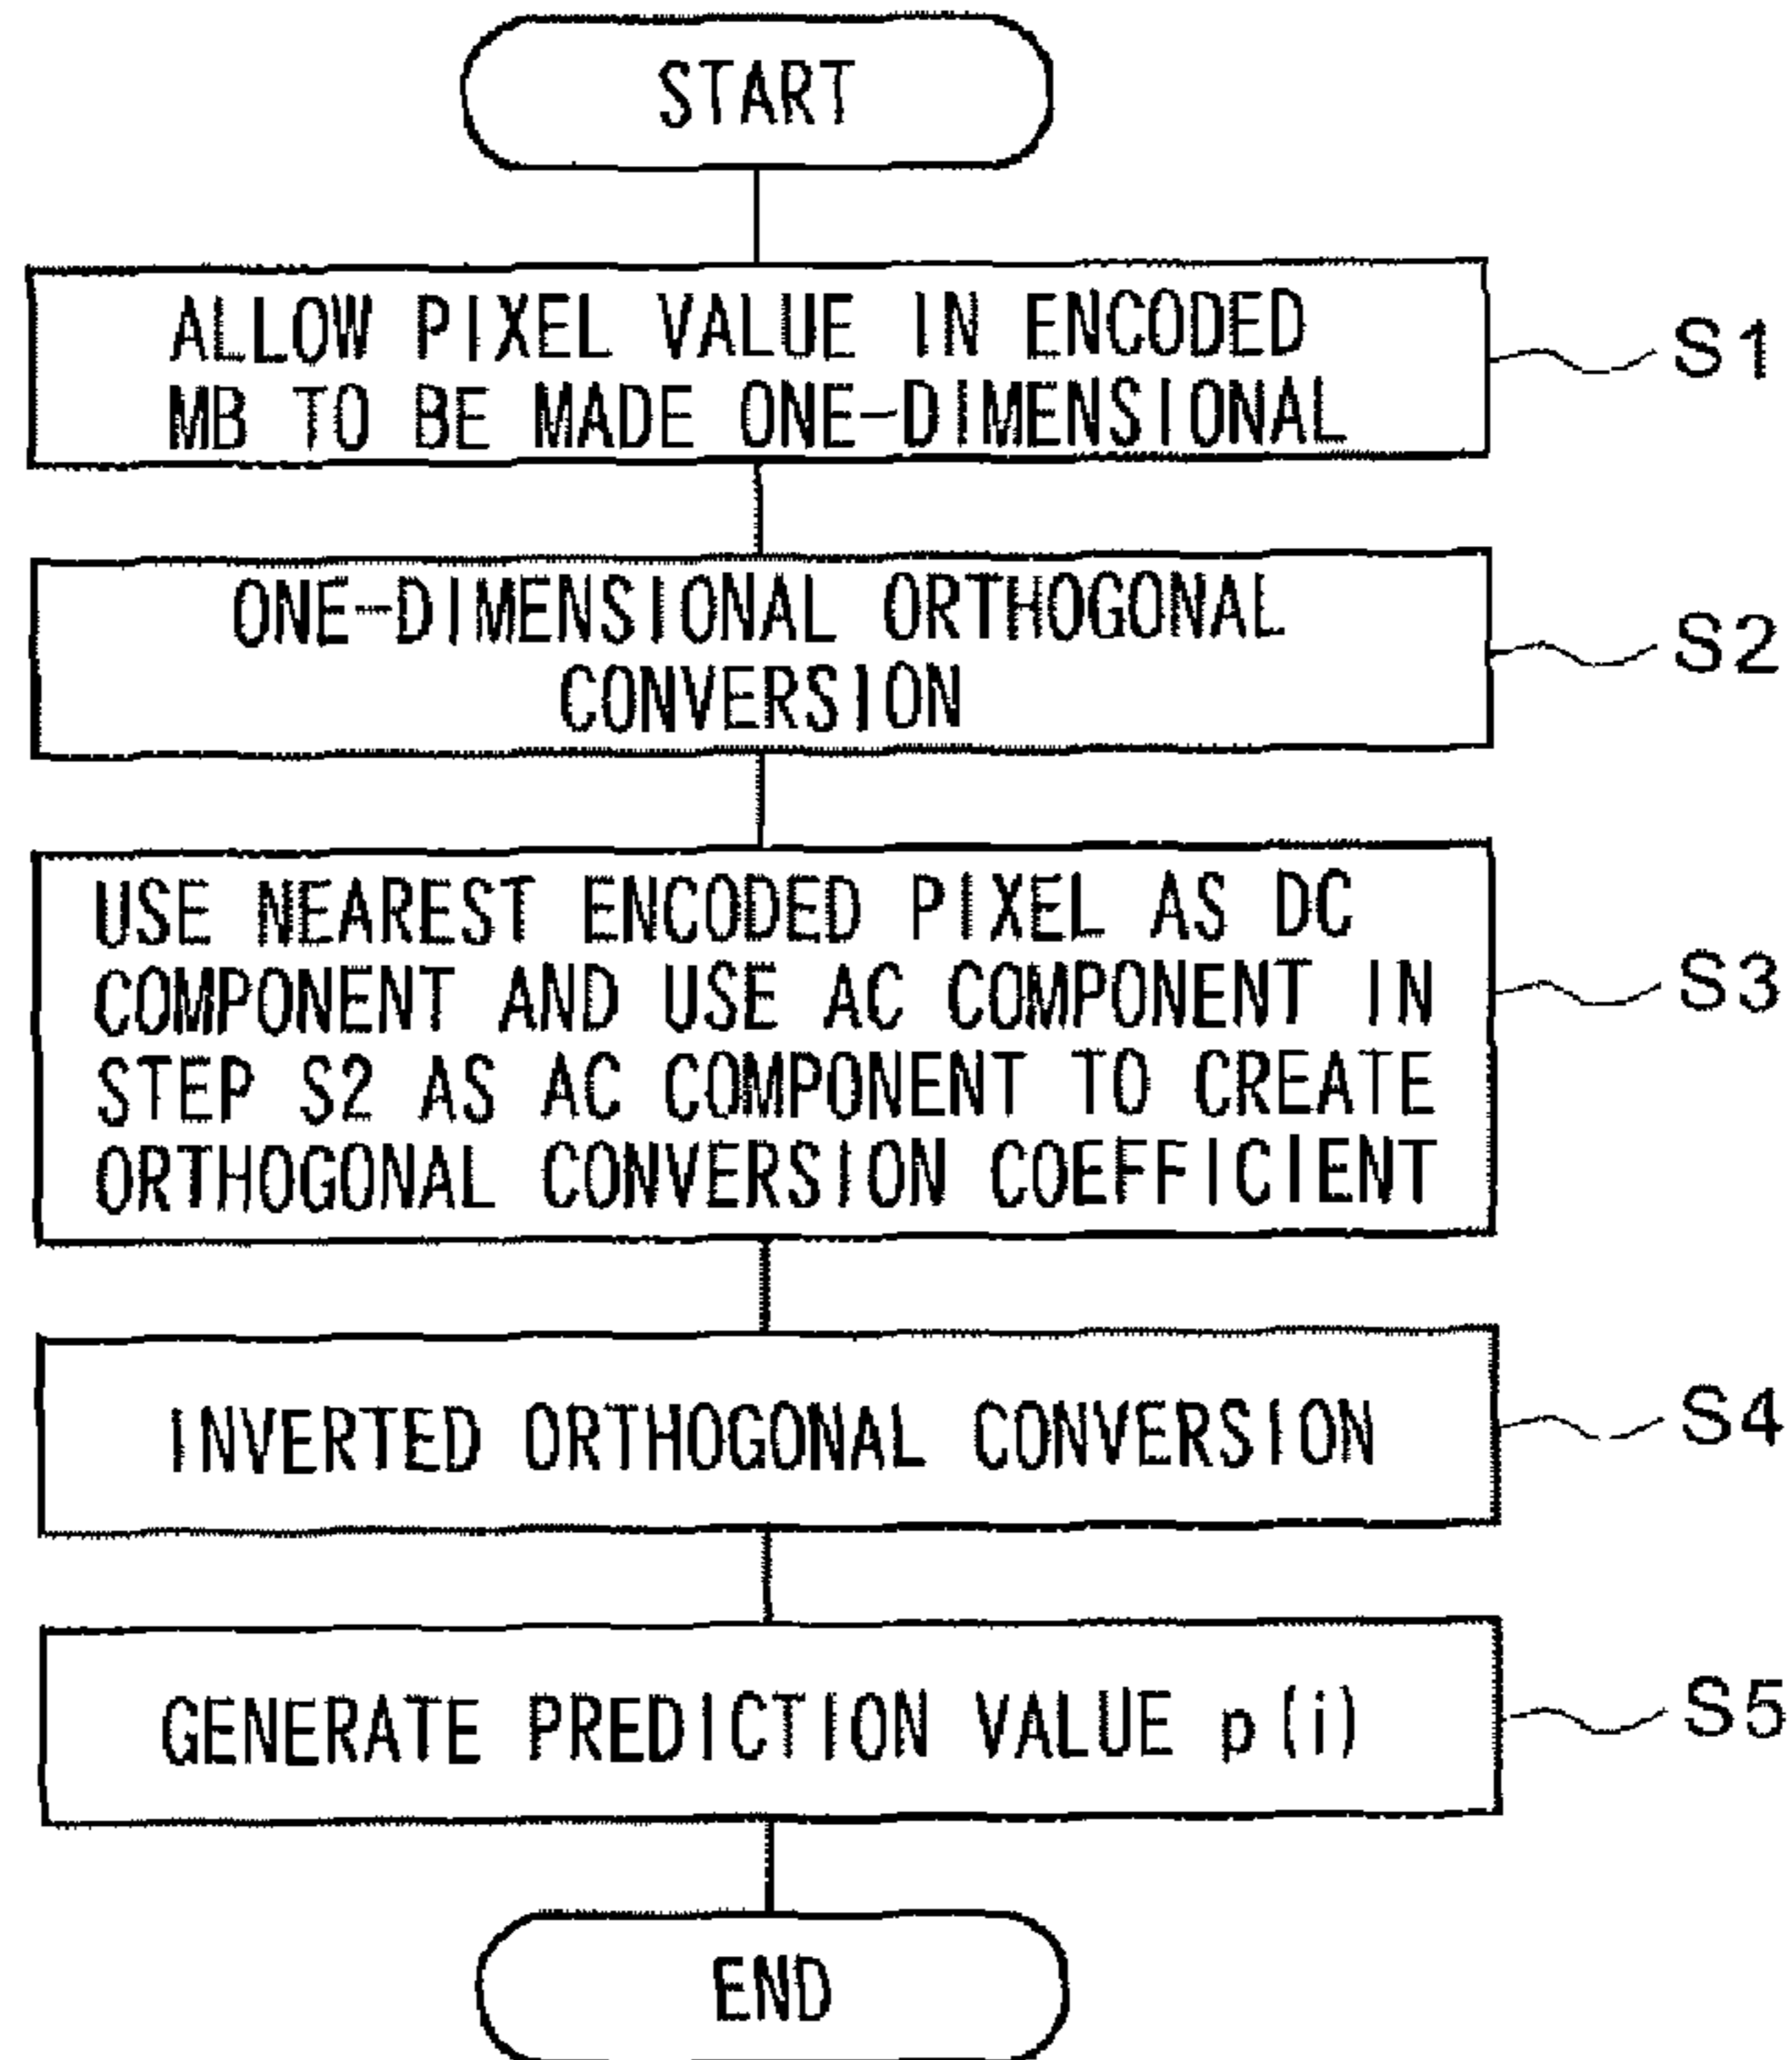 START
ALLOW PIXEL VALUE IN ENCODED
MB TO BE MADE ONE-DIMENSIONAL
S1
ONE-DIMENSIONAL ORTHOGONAL
CONVERSION
S2
USE NEAREST ENCODED PIXEL AS DC
COMPONENT AND USE AC COMPONENT IN
STEP S2 AS AC COMPONENT TO CREATE
ORTHOGONAL CONVERSION COEFFICIENT
S3
INVERTED ORTHOGONAL CONVERSION
S4
GENERATE PREDICTION VALUE p(i)
S5
END